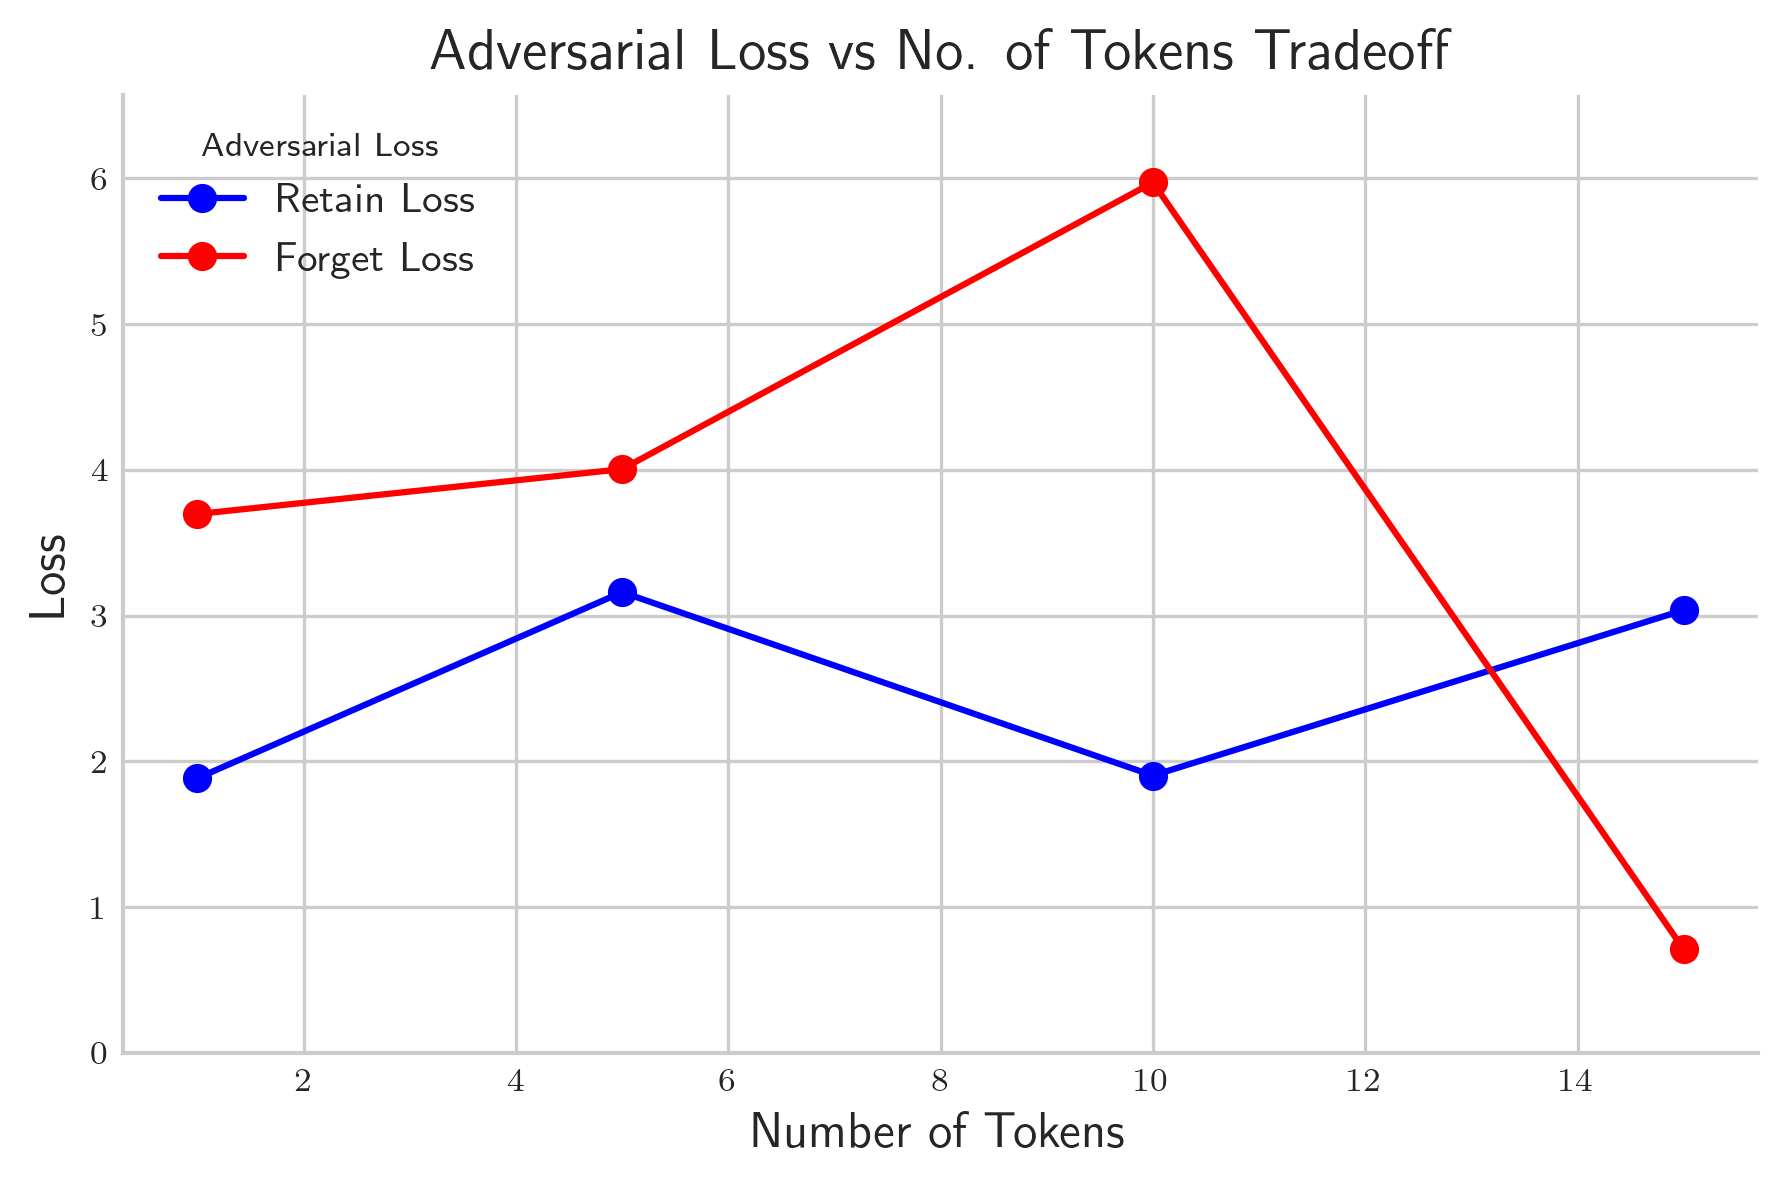 Adversarial Loss vs No. of Tokens Tradeoff
Adversarial Loss
Retain Loss
Forget Loss
6
5
4
3
2
1
0
Loss
2 4 6 8 10 12 14
Number of Tokens